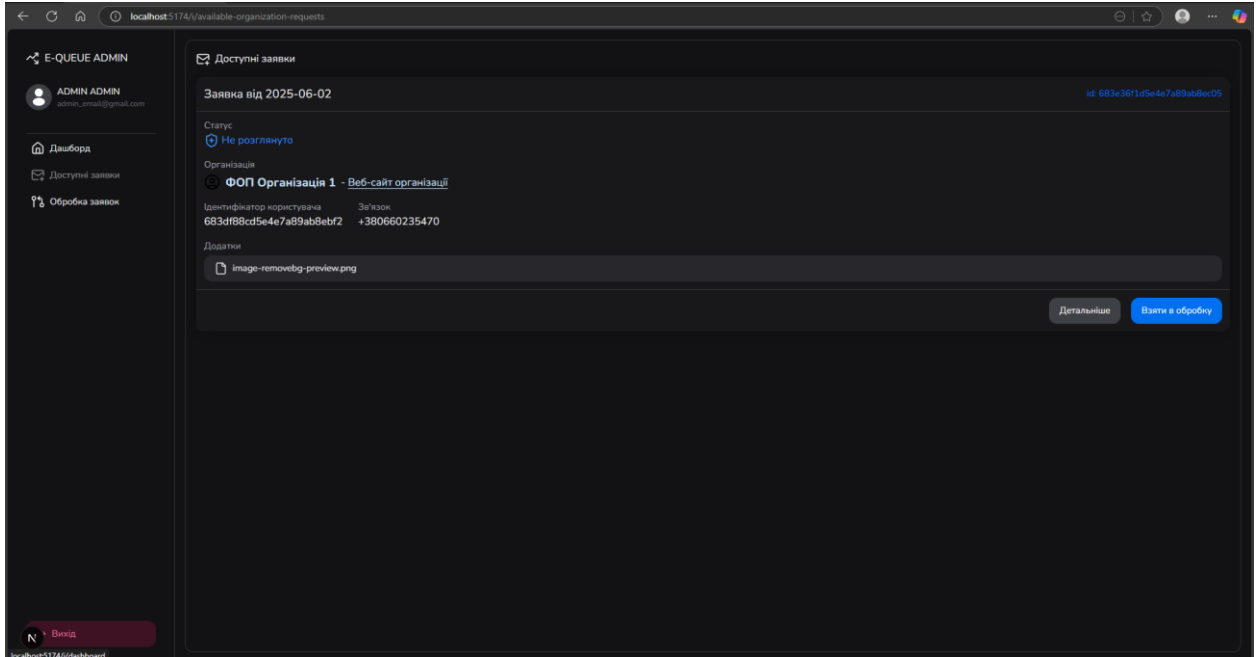 localhost:5174/i/available-organization-requests
E-QUEUE ADMIN
ADMIN ADMIN
admin_email@gmail.com
Дашборд
Доступні заявки
Обробка заявок
Вихід
N
localhost:5174/i/dashboard
Доступні заявки
Заявка від 2025-06-02
id: 683e36f1d5e4e7a89ab8ec05
Статус
Не розглянуто
Організація
ФОП Організація 1 - Веб-сайт організації
Ідентифікатор користувача Зв'язок
683df88cd5e4e7a89ab8ebf2 +380660235470
Додатки
image-removebg-preview.png
Детальніше Взяти в обробку